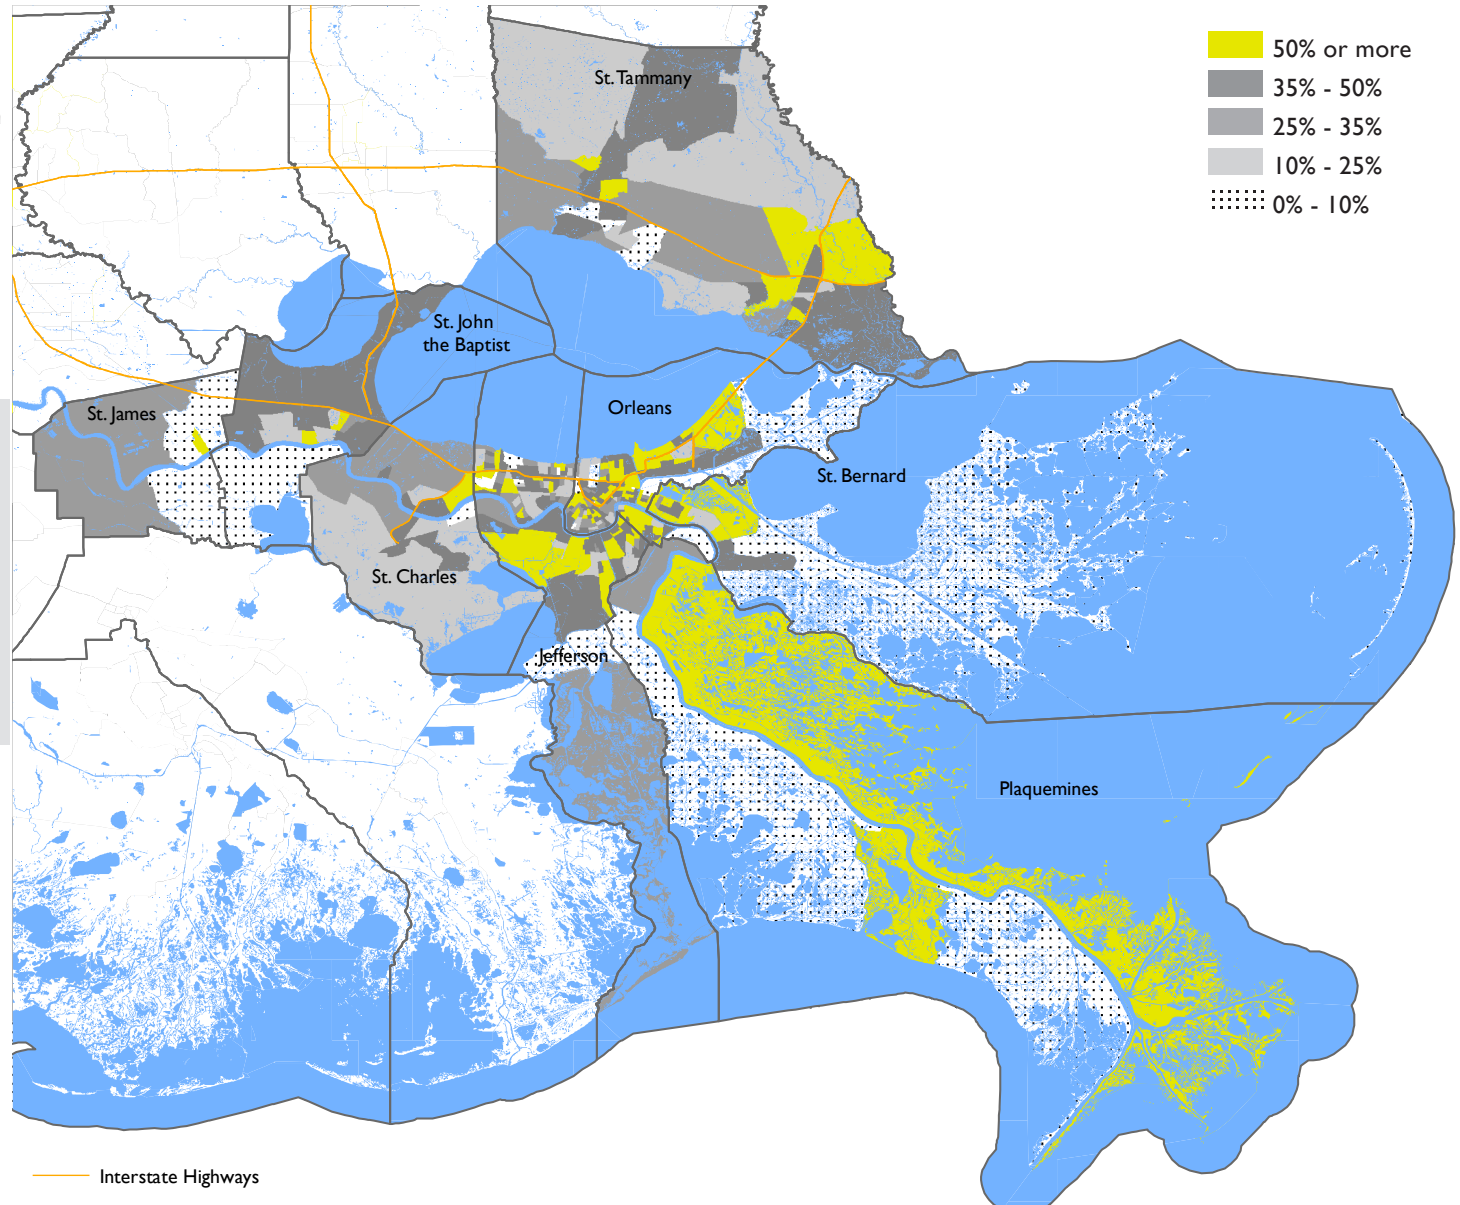 50% or more
35% - 50%
25% - 35%
10% - 25%
0% - 10%
St. Tammany
St. John
the Baptist
St. James
Orleans
St. Bernard
St. Charles
Jefferson
Plaquemines
Interstate Highways